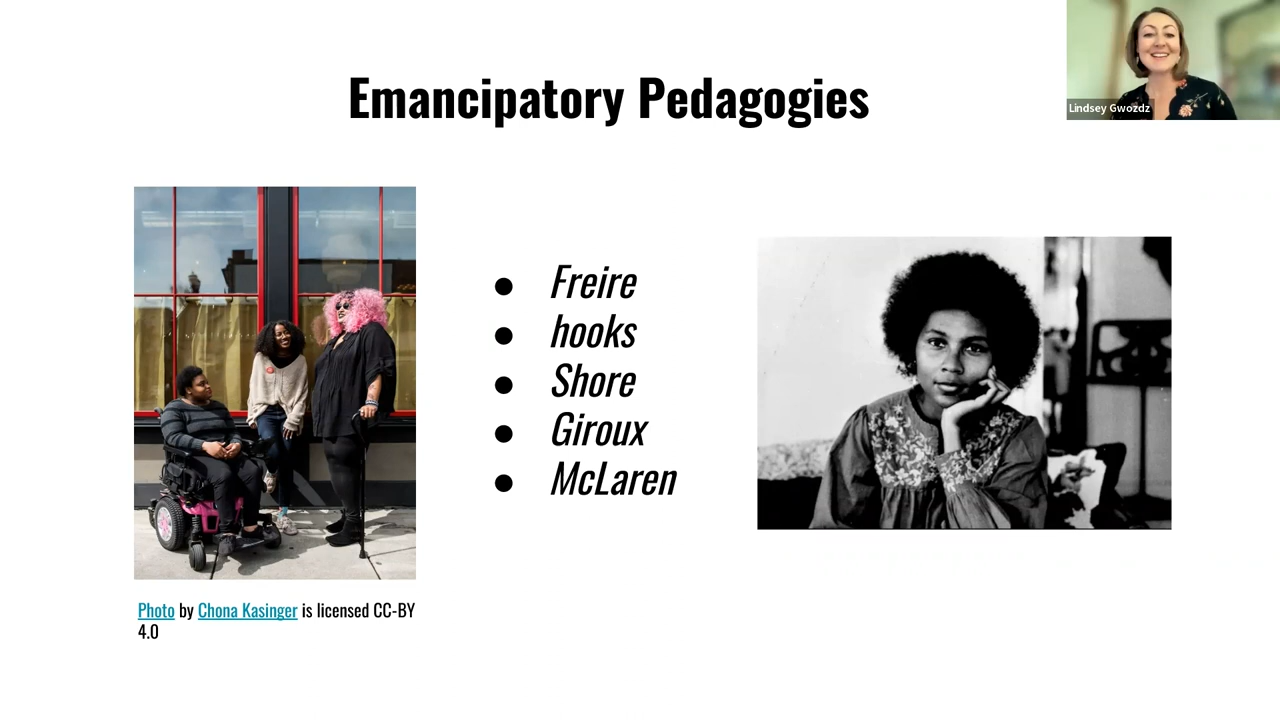 Emancipatory Pedagogies
Lindsey Gwozdz
Freire
hooks
Shore
Giroux
McLaren
Photo by Chona Kasinger is licensed CC-BY
4.0